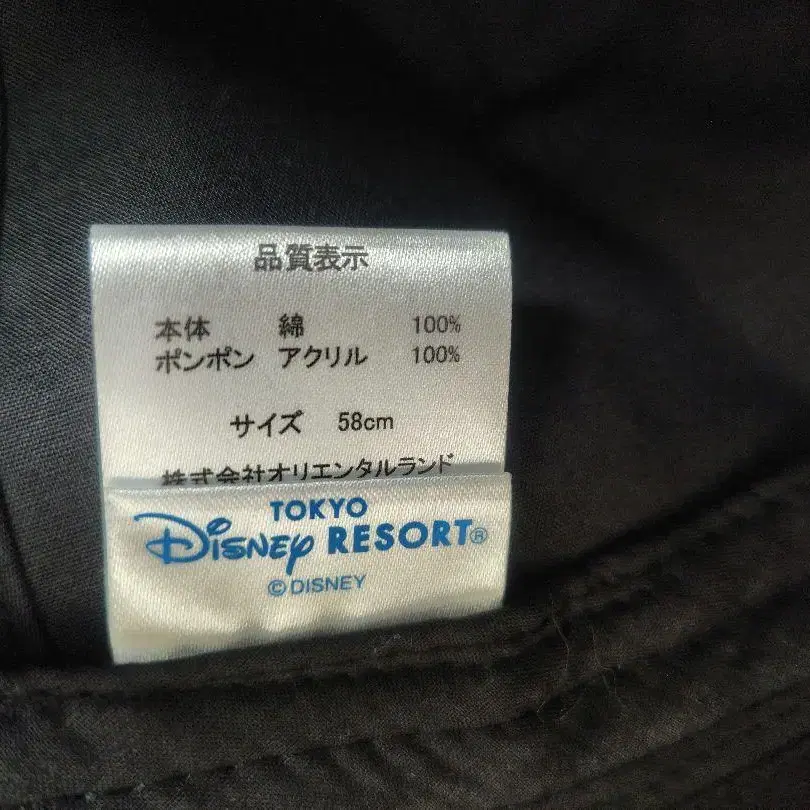 品質表示
本体 綿 100%
ポンポン アクリル 100%
サイズ 58cm
株式会社オリエンタルランド
TOKYO
Disney RESORT®
©DISNEY